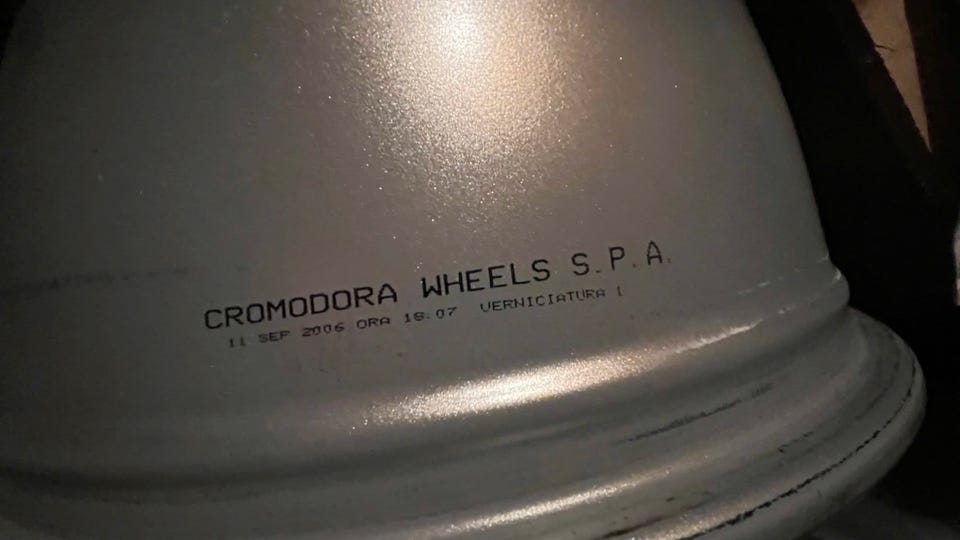 CROMODORA WHEELS S.P.A.
11 SEP 2006 ORA 18:07 VERNICIATURA 1